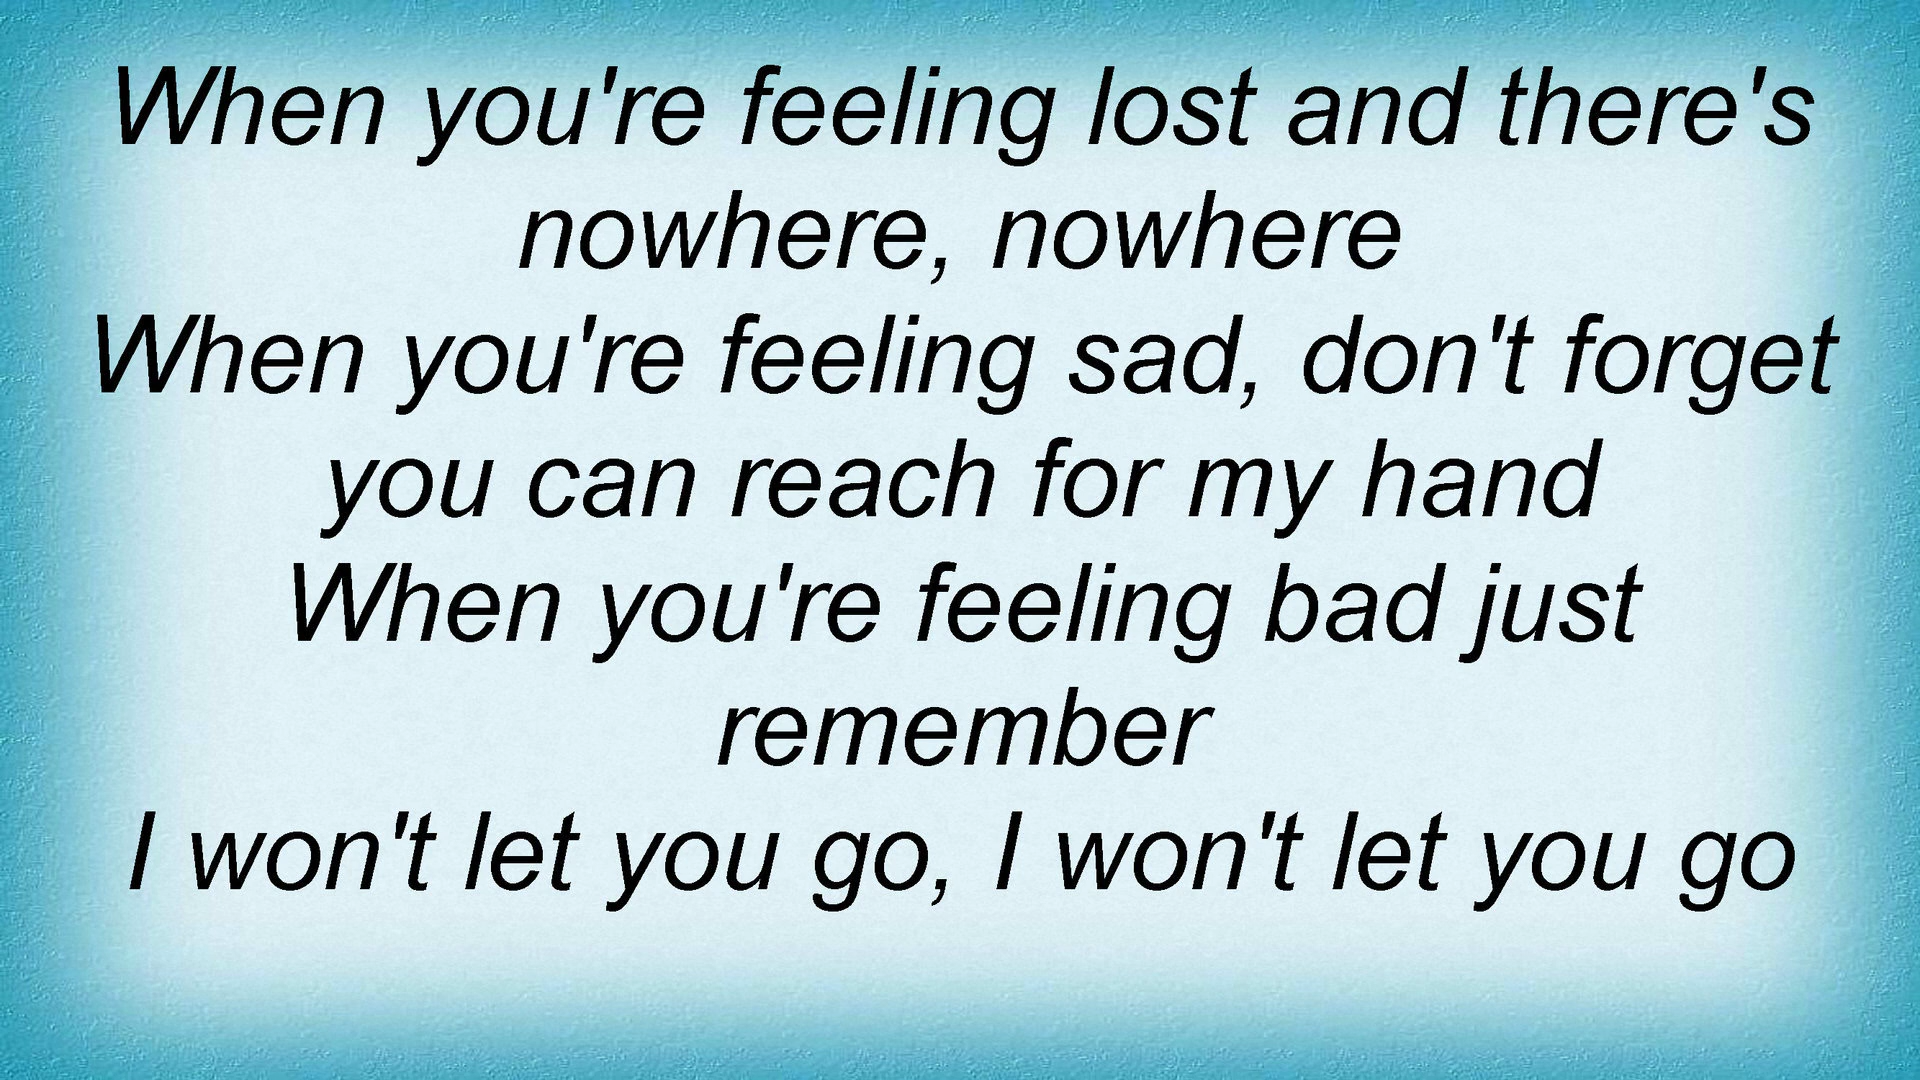 When you're feeling lost and there's
nowhere, nowhere
When you're feeling sad, don't forget
you can reach for my hand
When you're feeling bad just
remember
I won't let you go, I won't let you go